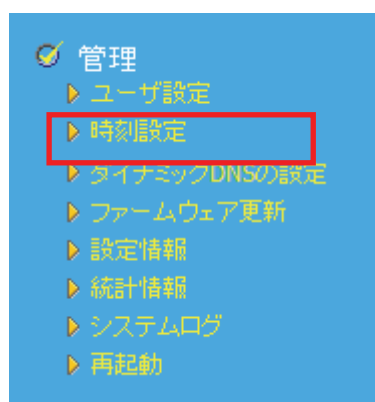 管理
ユーザ設定
時刻設定
ダイナミックDNSの設定
ファームウェア更新
設定情報
統計情報
システムログ
再起動